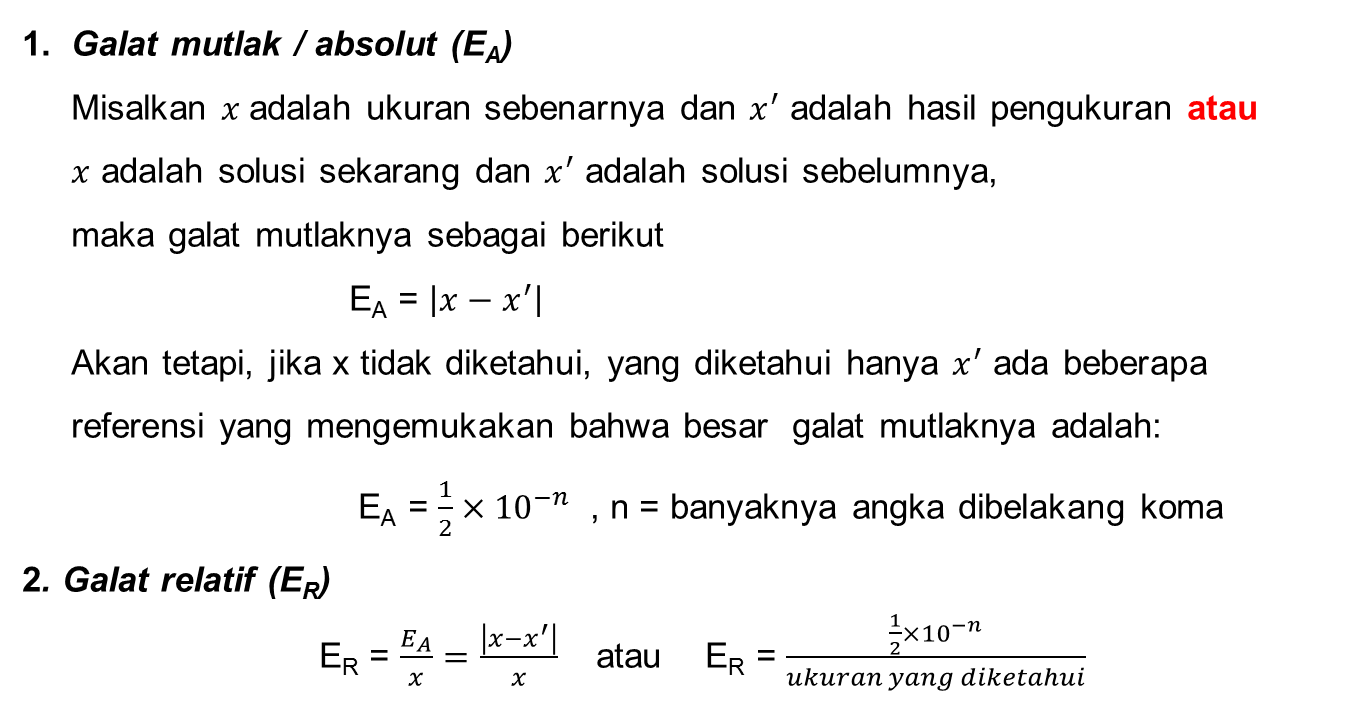 1. Galat mutlak / absolut (E_A)
Misalkan x adalah ukuran sebenarnya dan x′ adalah hasil pengukuran atau
x adalah solusi sekarang dan x′ adalah solusi sebelumnya,
maka galat mutlaknya sebagai berikut
E_A = |x − x′|
Akan tetapi, jika x tidak diketahui, yang diketahui hanya x′ ada beberapa
referensi yang mengemukakan bahwa besar galat mutlaknya adalah:
E_A = 1/2 × 10^−n , n = banyaknya angka dibelakang koma
2. Galat relatif (E_R)
E_R = E_A/x = |x−x′|/x atau E_R = (1/2×10^−n)/(ukuran yang diketahui)